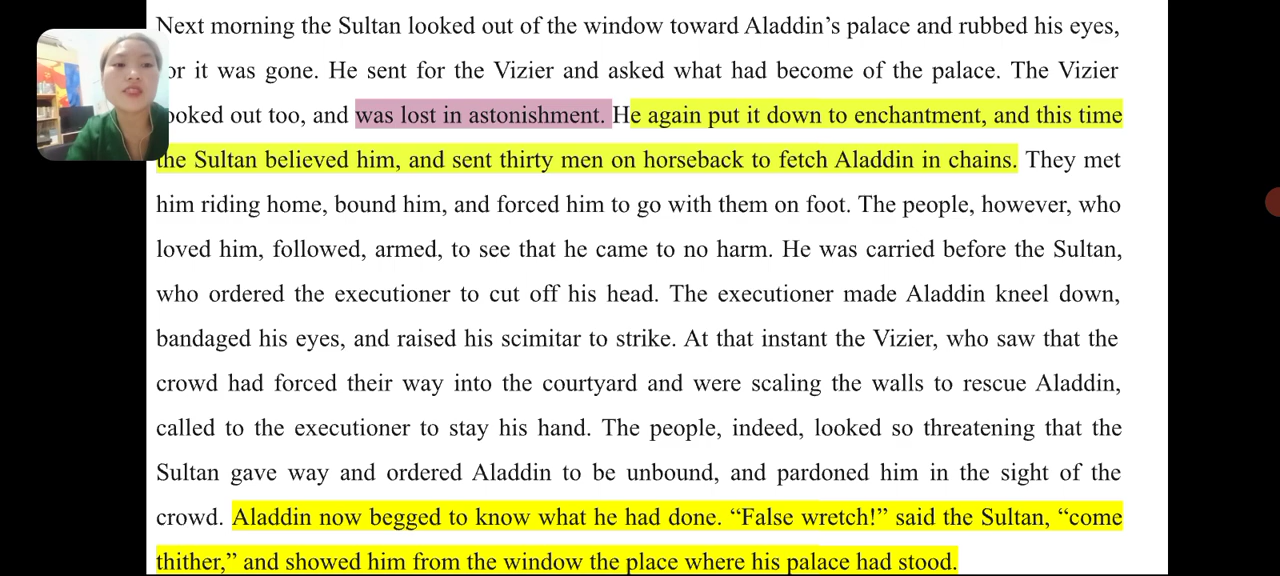 Next morning the Sultan looked out of the window toward Aladdin’s palace and rubbed his eyes,
or it was gone. He sent for the Vizier and asked what had become of the palace. The Vizier
ooked out too, and was lost in astonishment. He again put it down to enchantment, and this time
the Sultan believed him, and sent thirty men on horseback to fetch Aladdin in chains. They met
him riding home, bound him, and forced him to go with them on foot. The people, however, who
loved him, followed, armed, to see that he came to no harm. He was carried before the Sultan,
who ordered the executioner to cut off his head. The executioner made Aladdin kneel down,
bandaged his eyes, and raised his scimitar to strike. At that instant the Vizier, who saw that the
crowd had forced their way into the courtyard and were scaling the walls to rescue Aladdin,
called to the executioner to stay his hand. The people, indeed, looked so threatening that the
Sultan gave way and ordered Aladdin to be unbound, and pardoned him in the sight of the
crowd. Aladdin now begged to know what he had done. “False wretch!” said the Sultan, “come
thither,” and showed him from the window the place where his palace had stood.